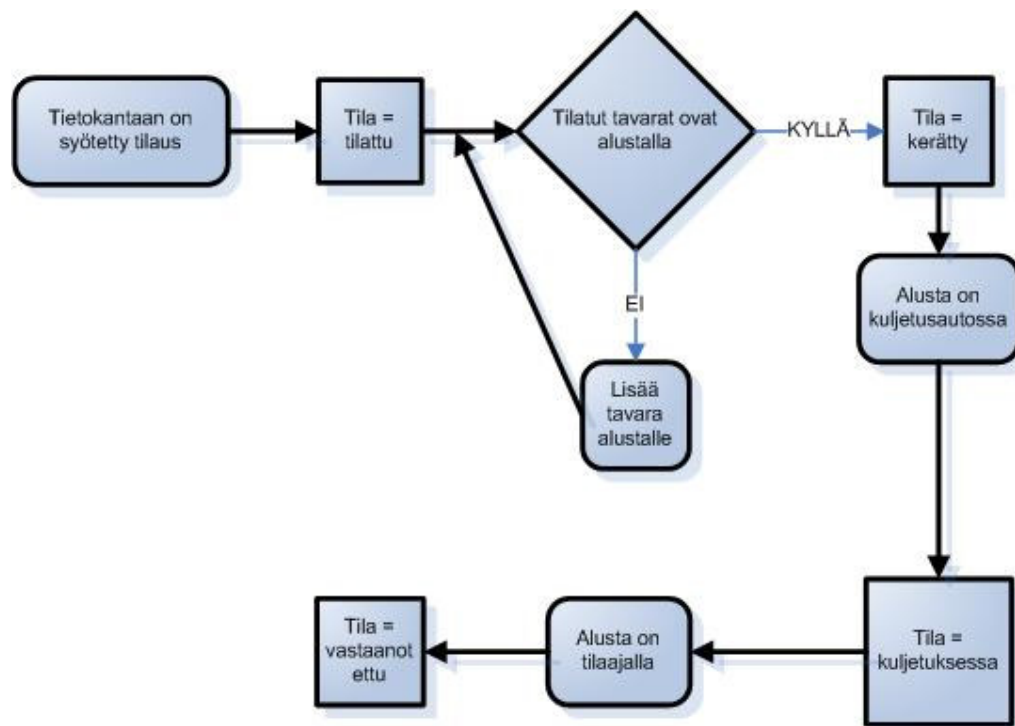 Tietokantaan on
syötetty tilaus
Tila =
tilattu
Tilatut tavarat ovat
alustalla
KYLLÄ
Tila =
kerätty
Alusta on
kuljetusautossa
EI
Lisää
tavara
alustalle
Tila =
kuljetuksessa
Alusta on
tilaajalla
Tila =
vastaanot
ettu